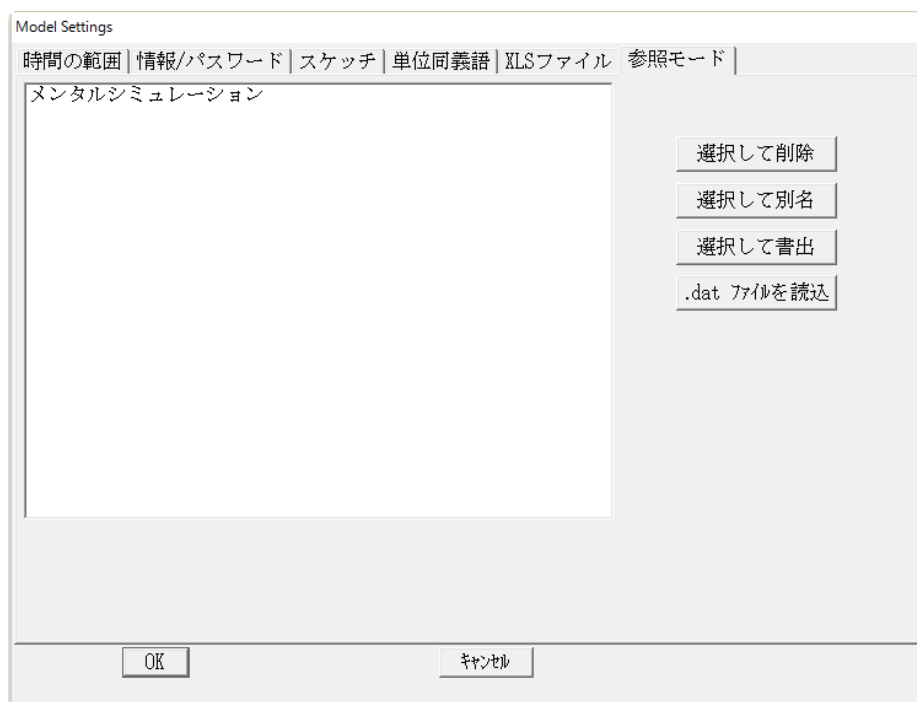 Model Settings
時間の範囲 情報/パスワード スケッチ 単位同義語 XLSファイル 参照モード
メンタルシミュレーション
選択して削除
選択して別名
選択して書出
.dat ファイルを読込
OK キャンセル